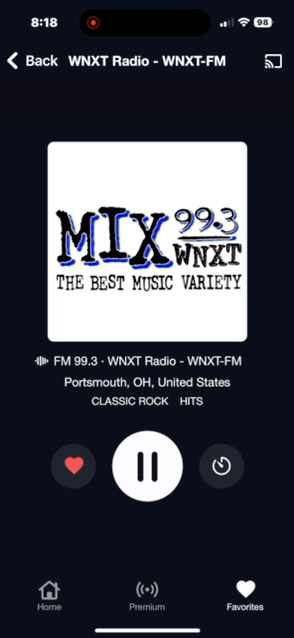 8:18
98
Back WNXT Radio - WNXT-FM
MIX 99.3
WNXT
THE BEST MUSIC VARIETY
FM 99.3 · WNXT Radio - WNXT-FM
Portsmouth, OH, United States
CLASSIC ROCK HITS
Home Premium Favorites